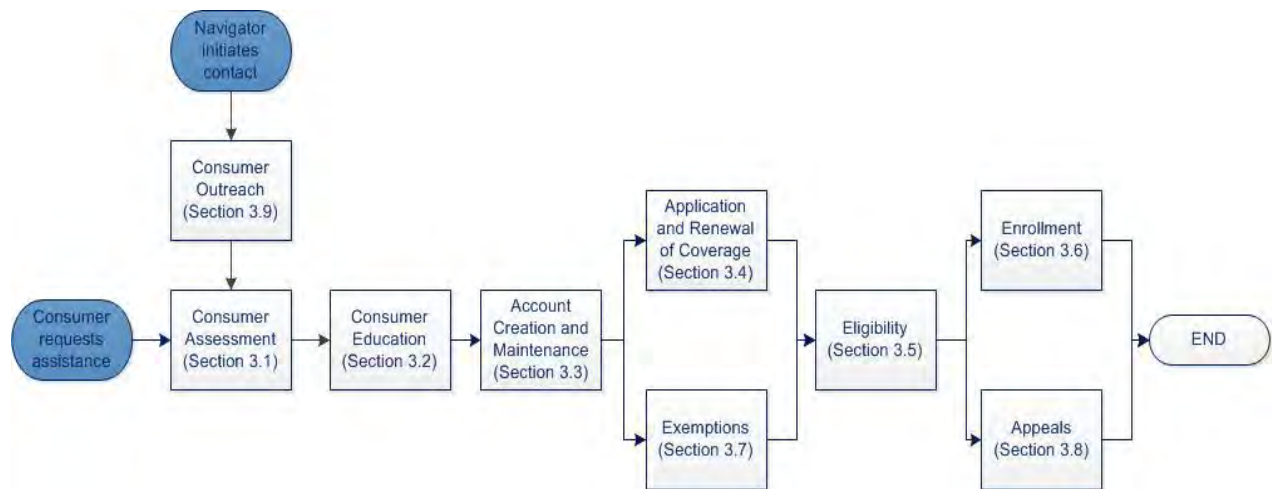 Navigator
initiates
contact
Consumer
Outreach
(Section 3.9)
Consumer
requests
assistance
Consumer
Assessment
(Section 3.1)
Consumer
Education
(Section 3.2)
Account
Creation and
Maintenance
(Section 3.3)
Application
and Renewal
of Coverage
(Section 3.4)
Exemptions
(Section 3.7)
Eligibility
(Section 3.5)
Enrollment
(Section 3.6)
Appeals
(Section 3.8)
END